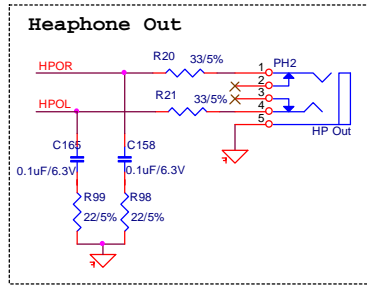 Heaphone Out
R20 33/5%
HPOR
1 PH2
2
R21 33/5%
3
HPOL
4
5
HP Out
C165 C158
0.1uF/6.3V 0.1uF/6.3V
R99 R98
22/5% 22/5%